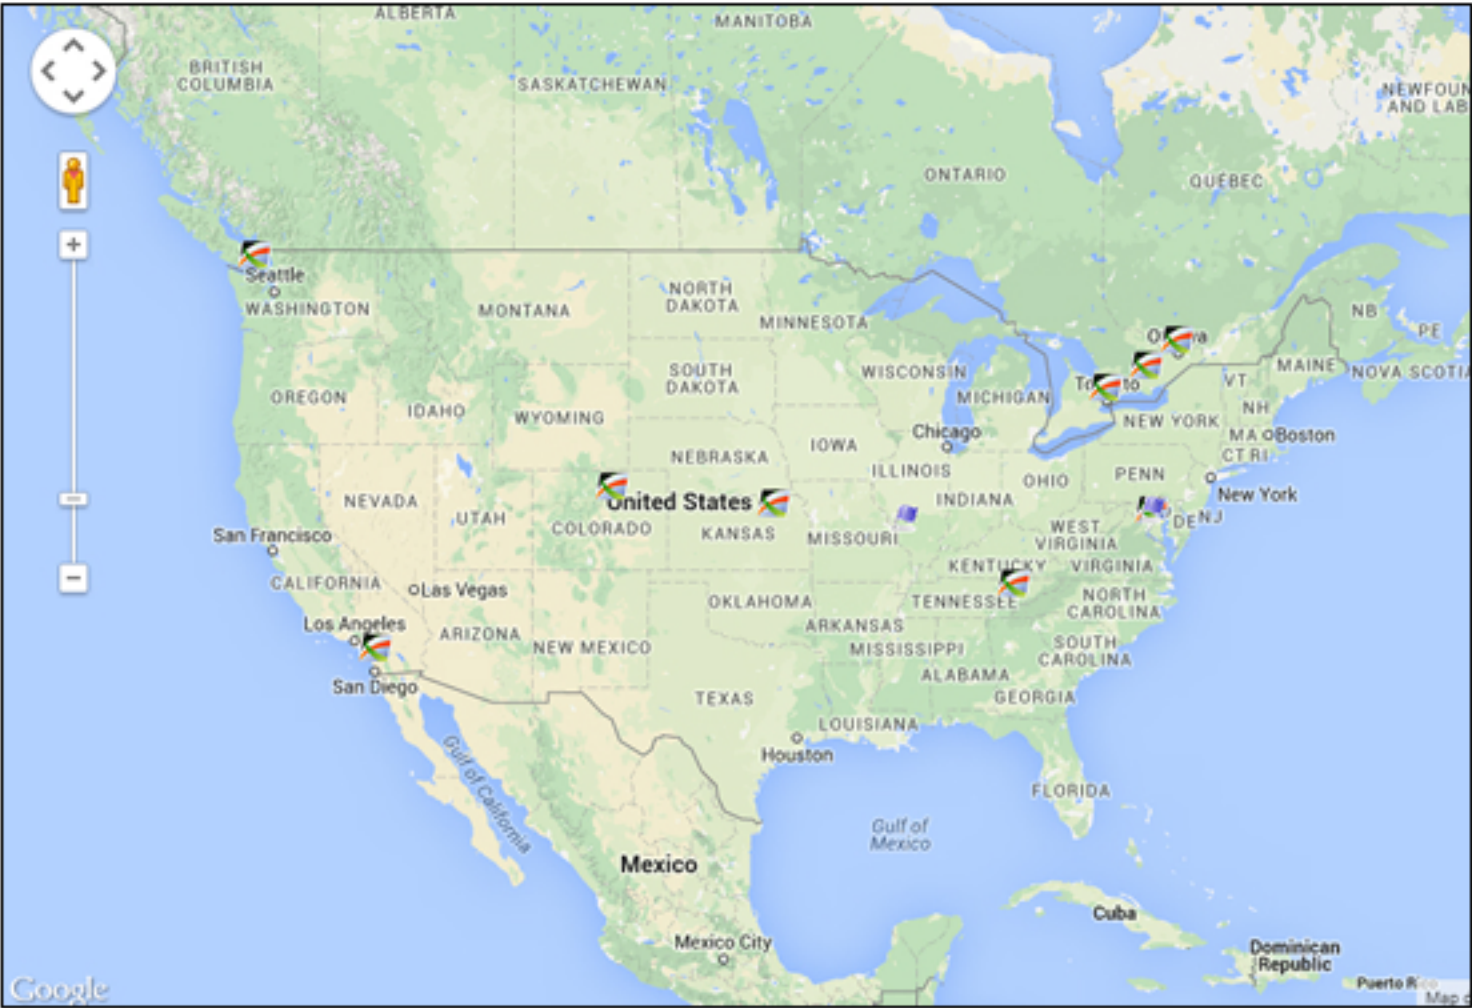 ALBERTA
MANITOBA
BRITISH
COLUMBIA
SASKATCHEWAN
NEWFOUN
AND LAB
ONTARIO
QUÉBEC
Seattle
WASHINGTON
MONTANA
NORTH
DAKOTA
MINNESOTA
NB
PE
SOUTH
DAKOTA
WISCONSIN
MICHIGAN
VT
MAINE
NOVA SCOTIA
OREGON
IDAHO
WYOMING
NH
NEW YORK
Chicago
MA
Boston
IOWA
NEBRASKA
ILLINOIS
CT RI
OHIO
PENN
INDIANA
New York
NEVADA
United States
UTAH
COLORADO
KANSAS
MISSOURI
WEST
VIRGINIA
DE NJ
San Francisco
KENTUCKY
VIRGINIA
CALIFORNIA
Las Vegas
OKLAHOMA
TENNESSEE
NORTH
CAROLINA
Los Angeles
ARIZONA
NEW MEXICO
ARKANSAS
MISSISSIPPI
SOUTH
CAROLINA
ALABAMA
San Diego
TEXAS
GEORGIA
LOUISIANA
Houston
Gulf of California
FLORIDA
Gulf of
Mexico
Mexico
Cuba
Mexico City
Dominican
Republic
Puerto Rico
Google
Map